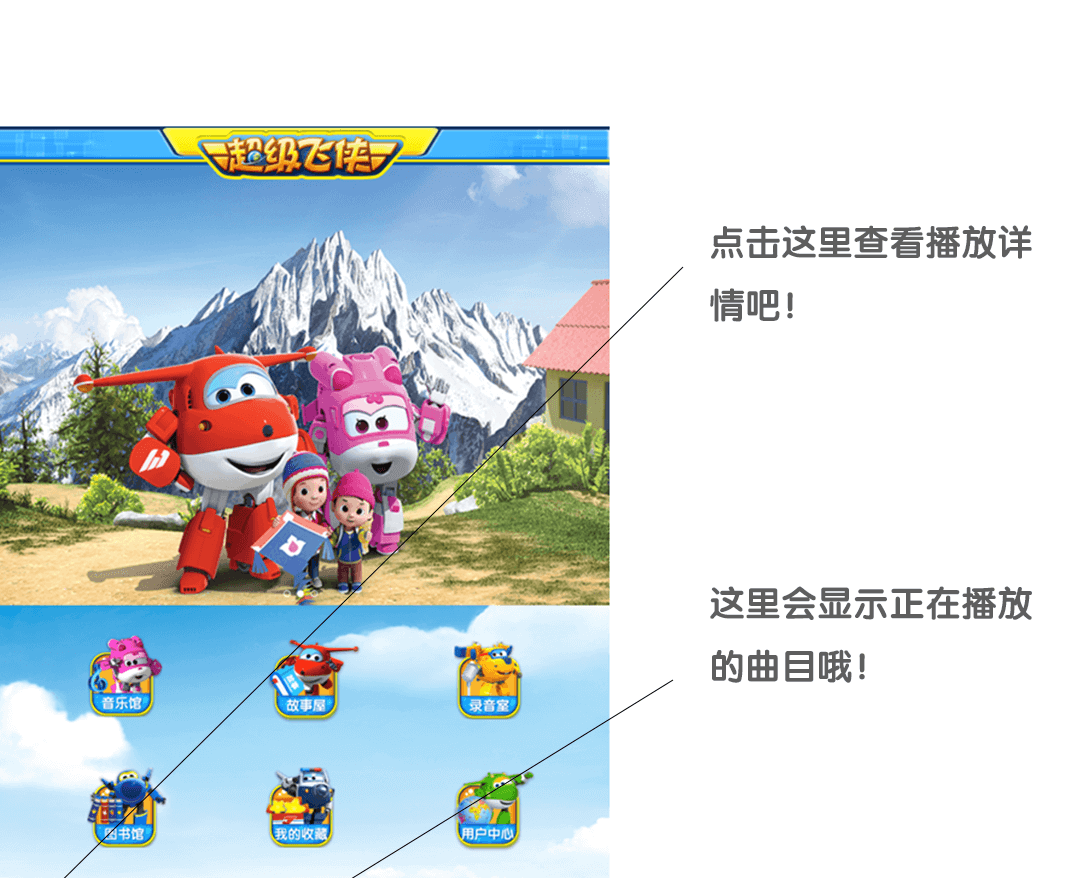 超级飞侠
点击这里查看播放详
情吧！
这里会显示正在播放
的曲目哦！
音乐馆
故事屋
录音室
图书馆
我的收藏
用户中心